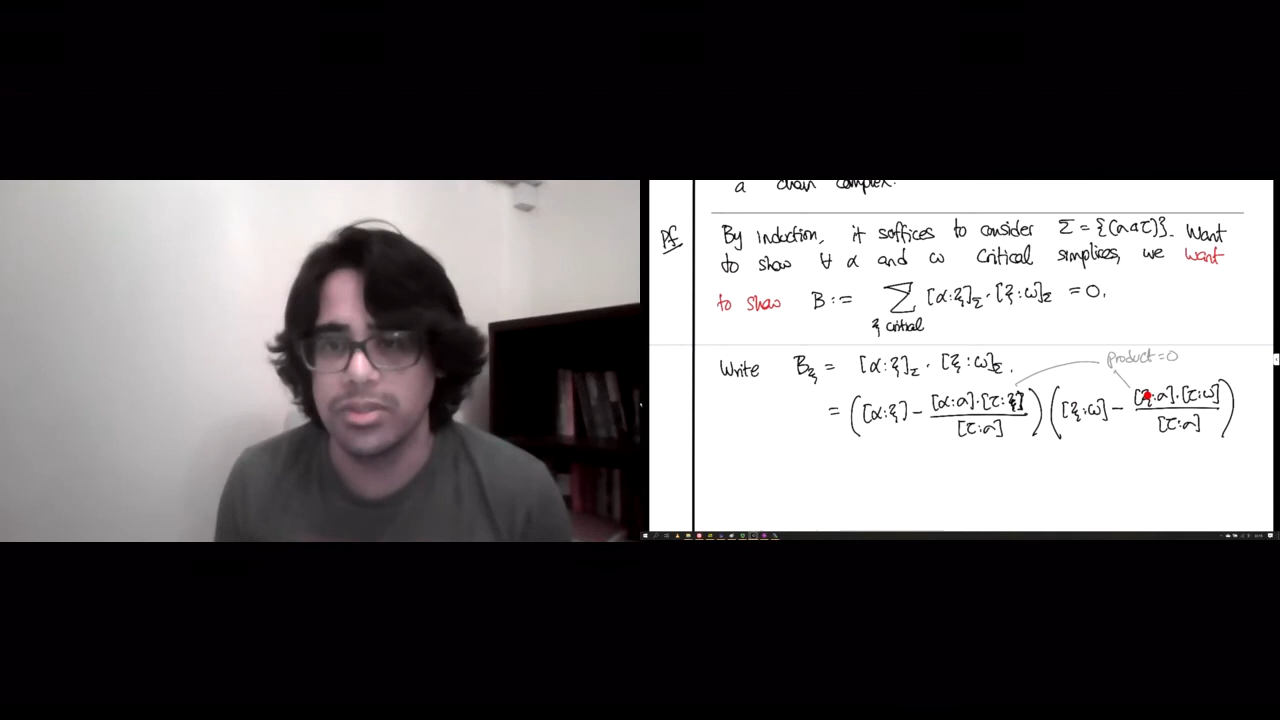 a chain complex.
Pf By induction, it suffices to consider Σ = {(σ◁τ)}. Want
to show ∀ α and ω critical simplices, we want
to show B := ∑ [α:ξ]_Σ · [ξ:ω]_Σ = 0.
ξ critical
product=0
Write B_ξ = [α:ξ]_Σ · [ξ:ω]_Σ.
= ([α:ξ] − [α:σ]·[τ:ξ] / [τ:σ]) ([ξ:ω] − [ξ:σ]·[τ:ω] / [τ:σ])